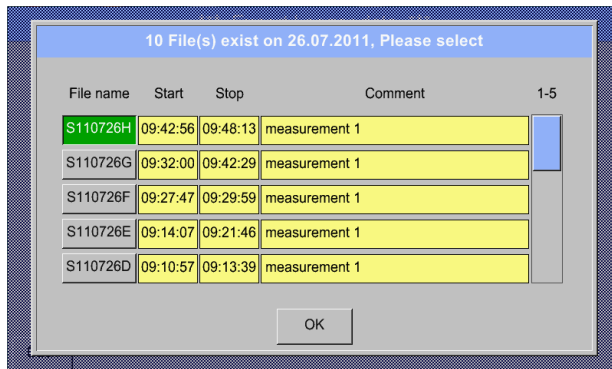 10 File(s) exist on 26.07.2011, Please select
File name Start Stop Comment 1-5
S110726H 09:42:56 09:48:13 measurement 1
S110726G 09:32:00 09:42:29 measurement 1
S110726F 09:27:47 09:29:59 measurement 1
S110726E 09:14:07 09:21:46 measurement 1
S110726D 09:10:57 09:13:39 measurement 1
OK